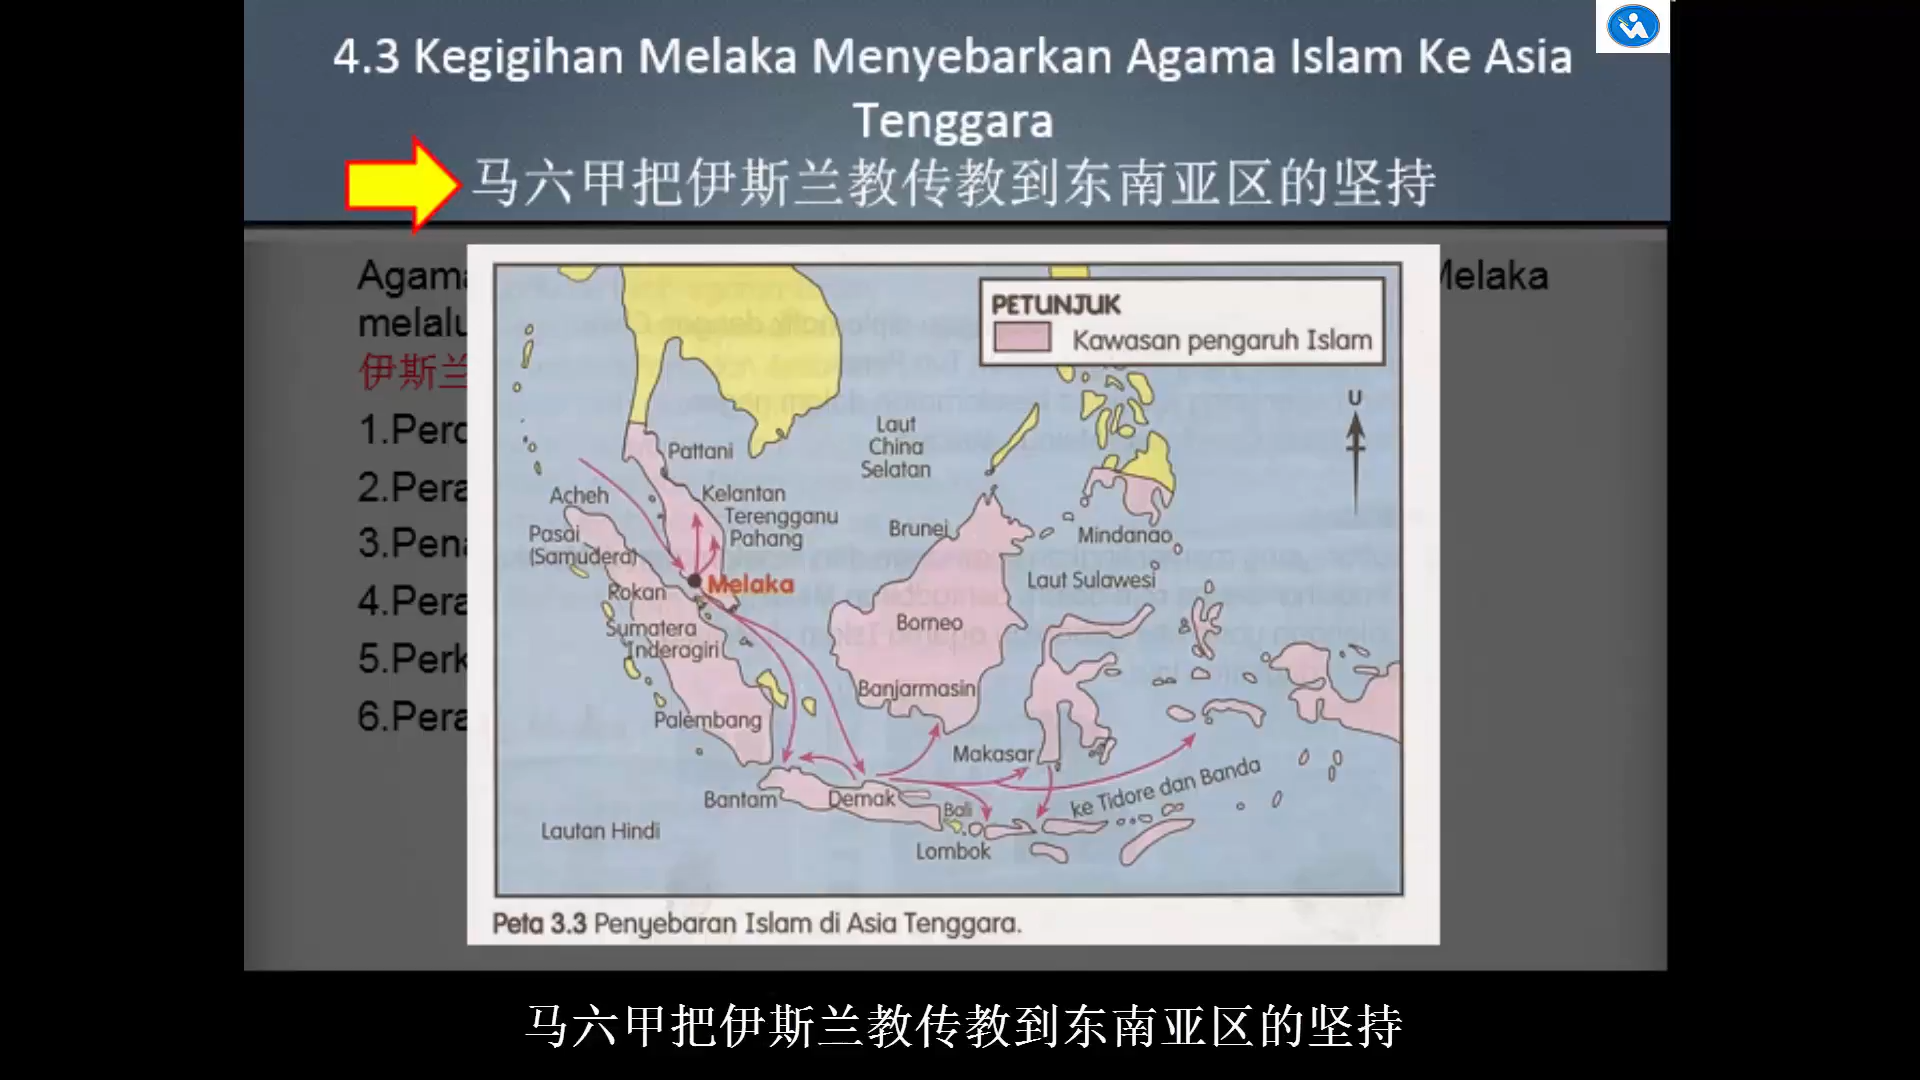 4.3 Kegigihan Melaka Menyebarkan Agama Islam Ke Asia
Tenggara
马六甲把伊斯兰教传教到东南亚区的坚持
Agama
Melaka
melalu
伊斯兰
1.Perd
2.Pera
3.Pena
4.Pera
5.Perk
6.Pera
PETUNJUK
Kawasan pengaruh Islam
U
Laut
China
Selatan
Pattani
Acheh
Kelantan
Terengganu
Pahang
Pasai
(Samudera)
Brunei
Mindanao
Melaka
Laut Sulawesi
Rokan
Sumatera
Inderagiri
Borneo
Banjarmasin
Palembang
Makasar
Bantam
Demak
Bali
ke Tidore dan Banda
Lautan Hindi
Lombok
Peta 3.3 Penyebaran Islam di Asia Tenggara.
马六甲把伊斯兰教传教到东南亚区的坚持